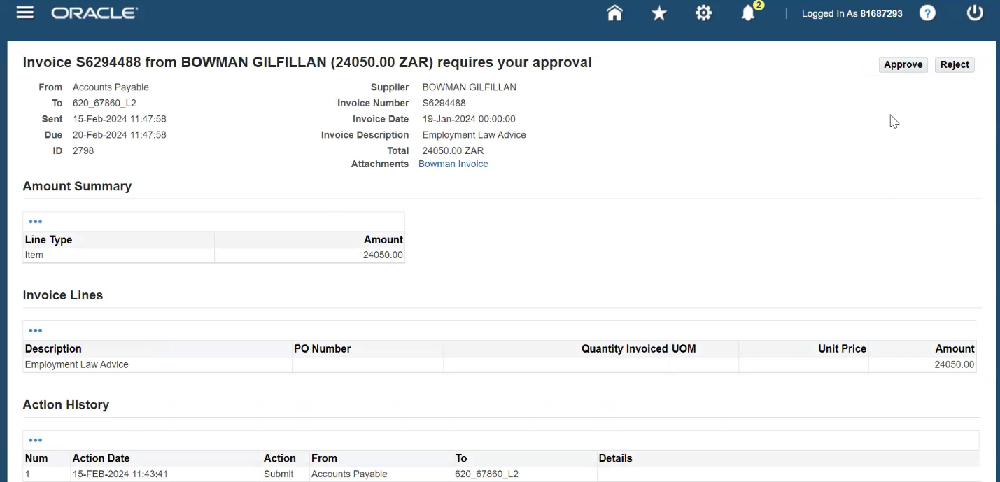 ORACLE
2
Logged In As 81687293
?
Invoice S6294488 from BOWMAN GILFILLAN (24050.00 ZAR) requires your approval
Approve Reject
From Accounts Payable Supplier BOWMAN GILFILLAN
To 620_67860_L2 Invoice Number S6294488
Sent 15-Feb-2024 11:47:58 Invoice Date 19-Jan-2024 00:00:00
Due 20-Feb-2024 11:47:58 Invoice Description Employment Law Advice
ID 2798 Total 24050.00 ZAR
Attachments Bowman Invoice
Amount Summary
Line Type Amount
Item 24050.00
Invoice Lines
Description PO Number Quantity Invoiced UOM Unit Price Amount
Employment Law Advice 24050.00
Action History
Num Action Date Action From To Details
1 15-FEB-2024 11:43:41 Submit Accounts Payable 620_67860_L2